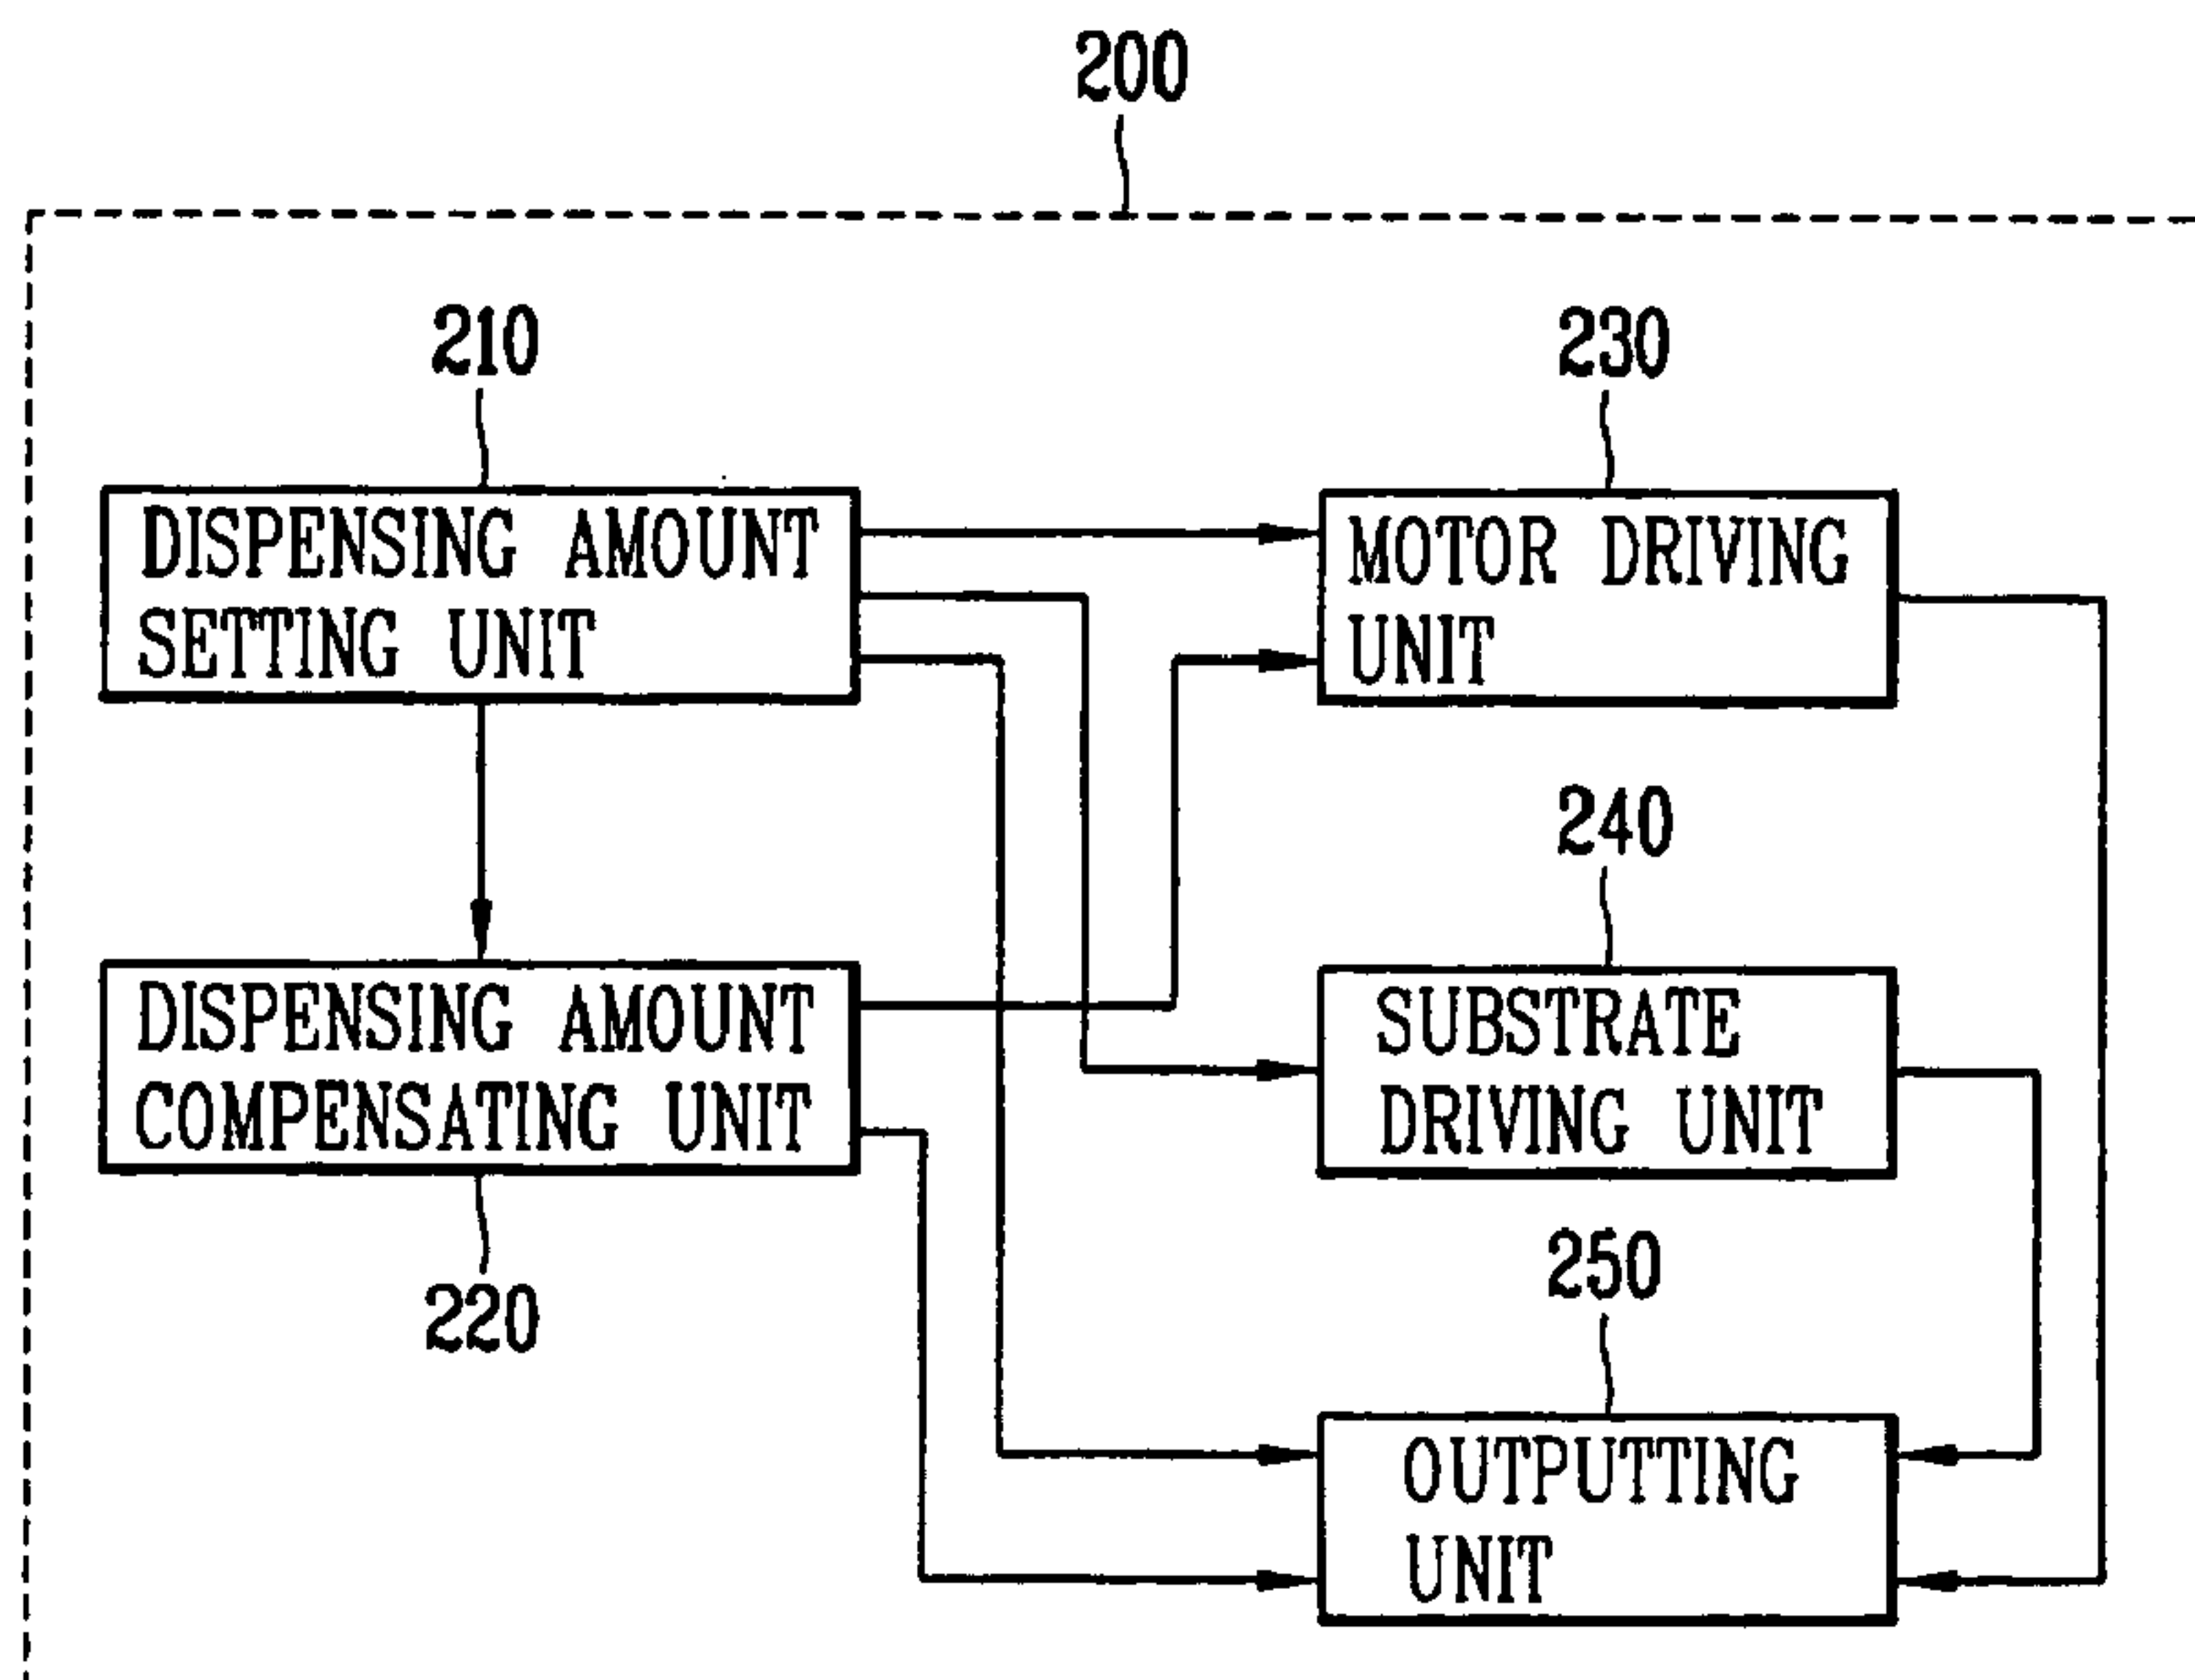 200
210
DISPENSING AMOUNT
SETTING UNIT
230
MOTOR DRIVING
UNIT
240
SUBSTRATE
DRIVING UNIT
DISPENSING AMOUNT
COMPENSATING UNIT
220
250
OUTPUTTING
UNIT